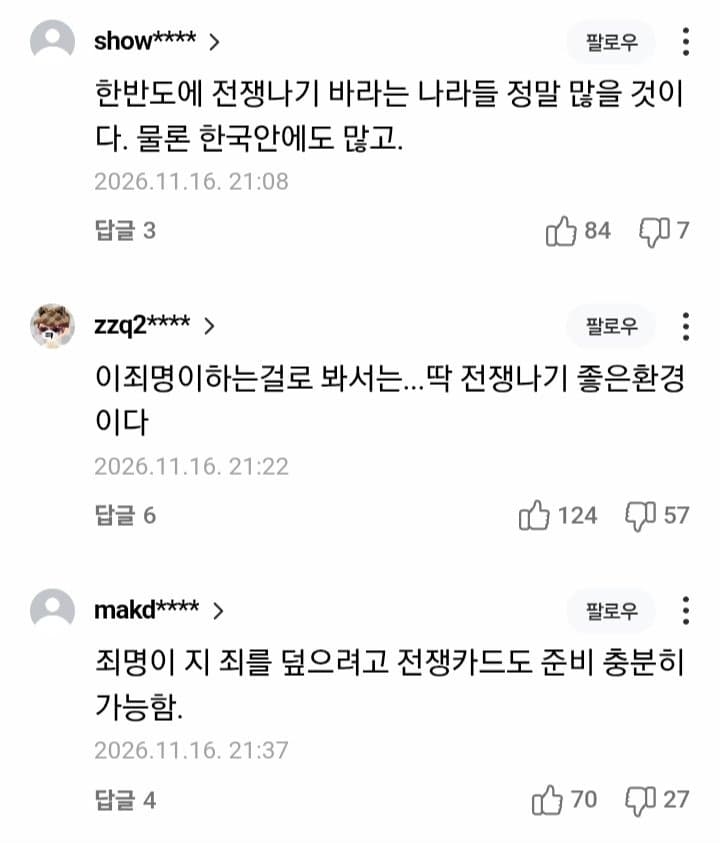 show**** >
팔로우
한반도에 전쟁나기 바라는 나라들 정말 많을 것이
다. 물론 한국안에도 많고.
2026.11.16. 21:08
답글 3
84
7
zzq2**** >
팔로우
이죄명이하는걸로 봐서는...딱 전쟁나기 좋은환경
이다
2026.11.16. 21:22
답글 6
124
57
makd**** >
팔로우
죄명이 지 죄를 덮으려고 전쟁카드도 준비 충분히
가능함.
2026.11.16. 21:37
답글 4
70
27